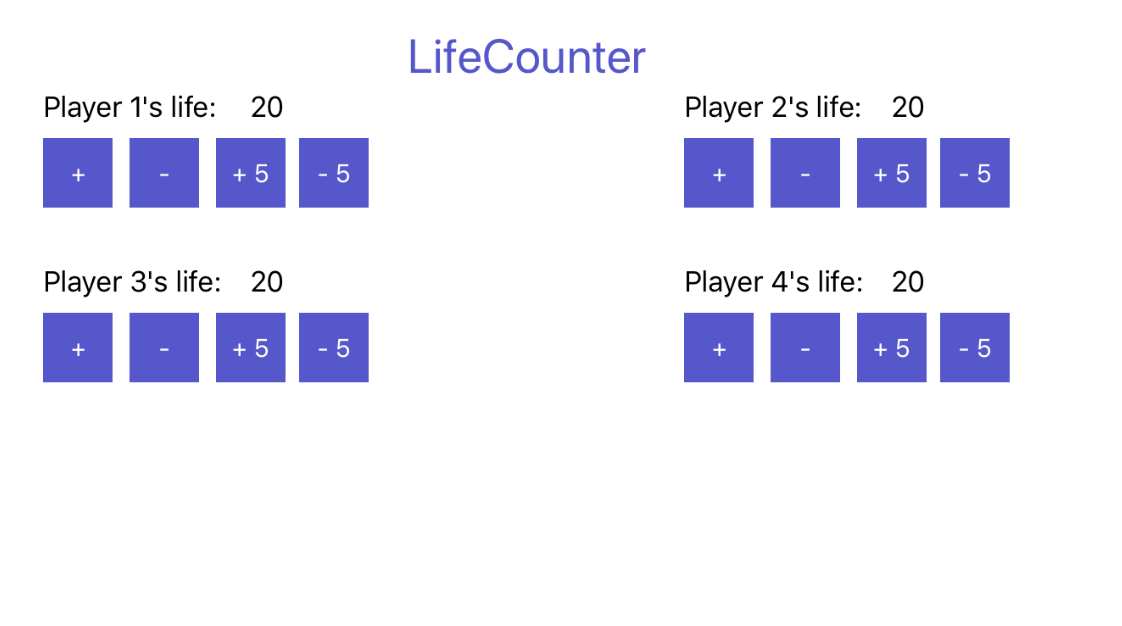 LifeCounter
Player 1's life: 20
+ - + 5 - 5
Player 2's life: 20
+ - + 5 - 5
Player 3's life: 20
+ - + 5 - 5
Player 4's life: 20
+ - + 5 - 5